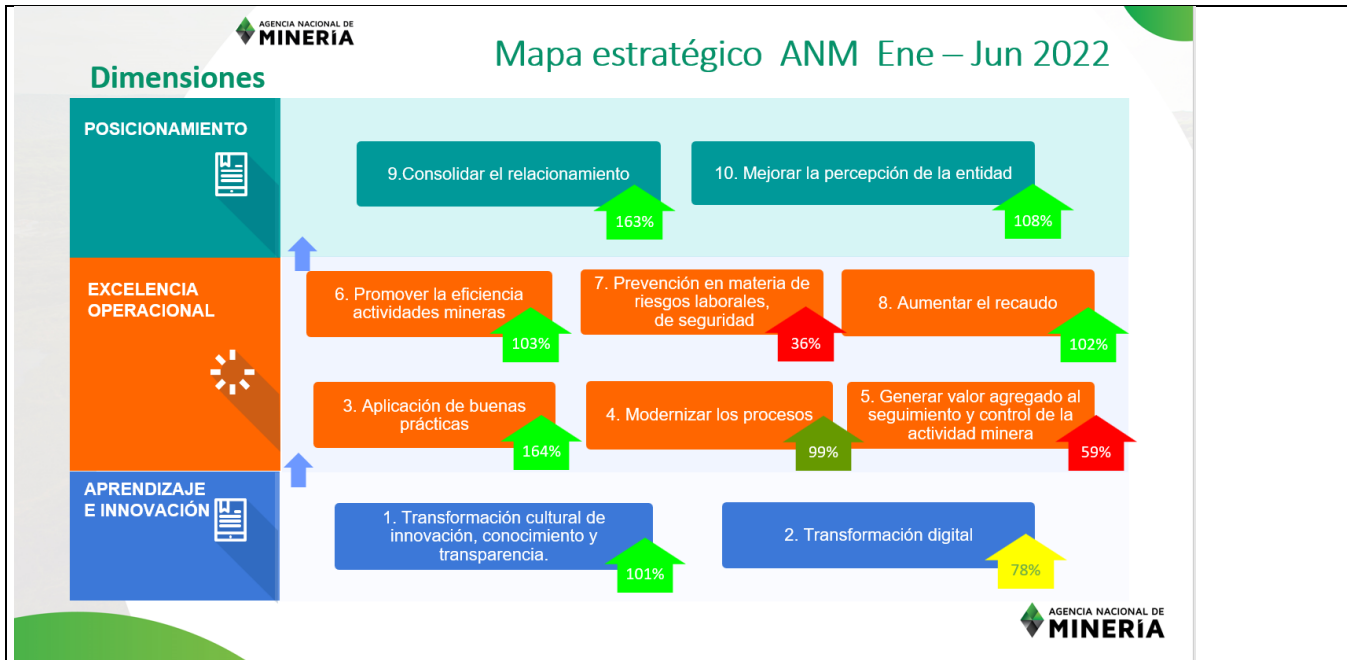 AGENCIA NACIONAL DE
MINERÍA
Mapa estratégico ANM Ene – Jun 2022
Dimensiones
POSICIONAMIENTO
9.Consolidar el relacionamiento
163%
10. Mejorar la percepción de la entidad
108%
EXCELENCIA
OPERACIONAL
6. Promover la eficiencia
actividades mineras
103%
7. Prevención en materia de
riesgos laborales,
de seguridad
36%
8. Aumentar el recaudo
102%
3. Aplicación de buenas
prácticas
164%
4. Modernizar los procesos
99%
5. Generar valor agregado al
seguimiento y control de la
actividad minera
59%
APRENDIZAJE
E INNOVACIÓN
1. Transformación cultural de
innovación, conocimiento y
transparencia.
101%
2. Transformación digital
78%
AGENCIA NACIONAL DE
MINERÍA